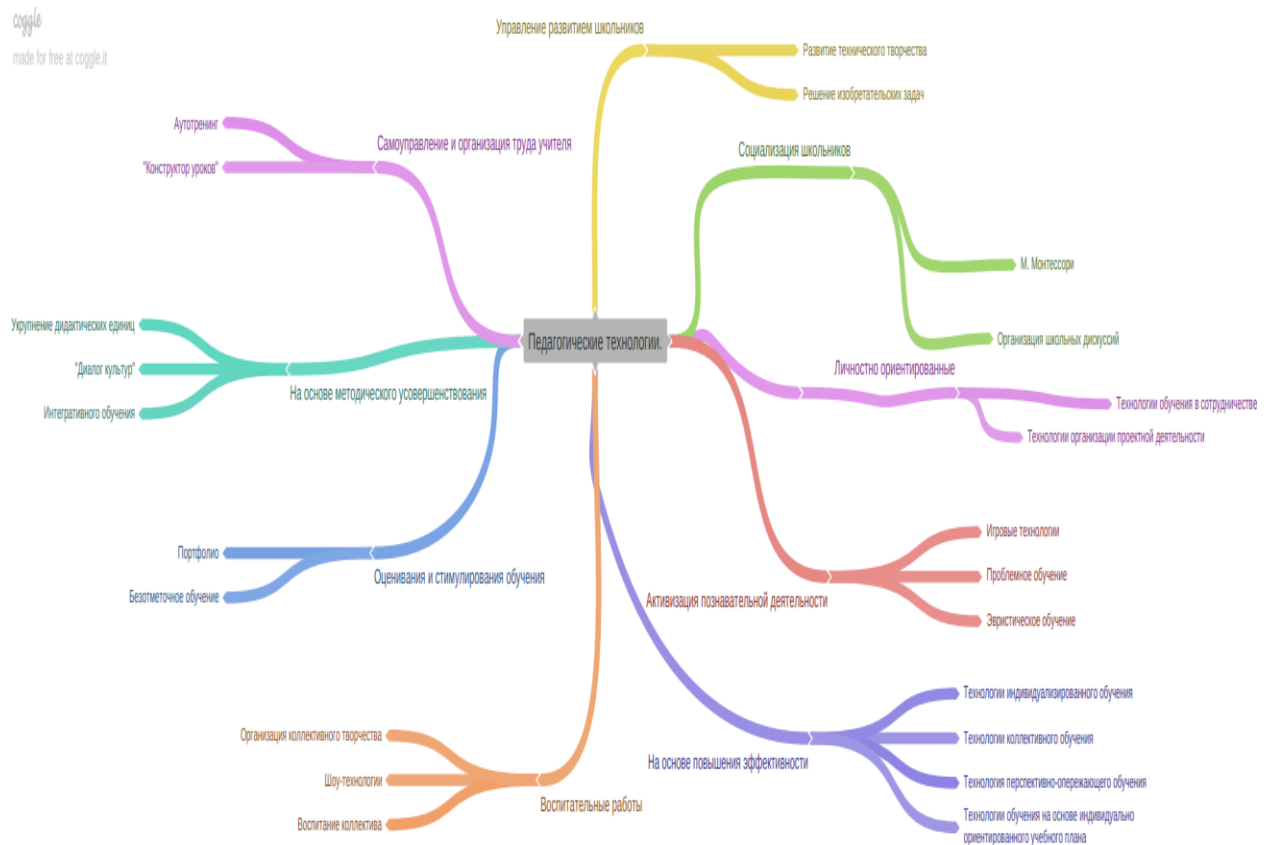 coggle
made for free at coggle.it
Управление развитием школьников
Развитие технического творчества
Решение изобретательских задач
Аутотренинг
"Конструктор уроков"
Самоуправление и организация труда учителя
Социализация школьников
М. Монтессори
Организация школьных дискуссий
Педагогические технологии.
Укрупнение дидактических единиц
"Диалог культур"
Интегративного обучения
На основе методического усовершенствования
Личностно ориентированные
Технологии обучения в сотрудничестве
Технологии организации проектной деятельности
Портфолио
Безотметочное обучение
Оценивания и стимулирования обучения
Активизация познавательной деятельности
Игровые технологии
Проблемное обучение
Эвристическое обучение
Организация коллективного творчества
Шоу-технологии
Воспитание коллектива
Воспитательные работы
На основе повышения эффективности
Технологии индивидуализированного обучения
Технологии коллективного обучения
Технология перспективно-опережающего обучения
Технологии обучения на основе индивидуально
ориентированного учебного плана